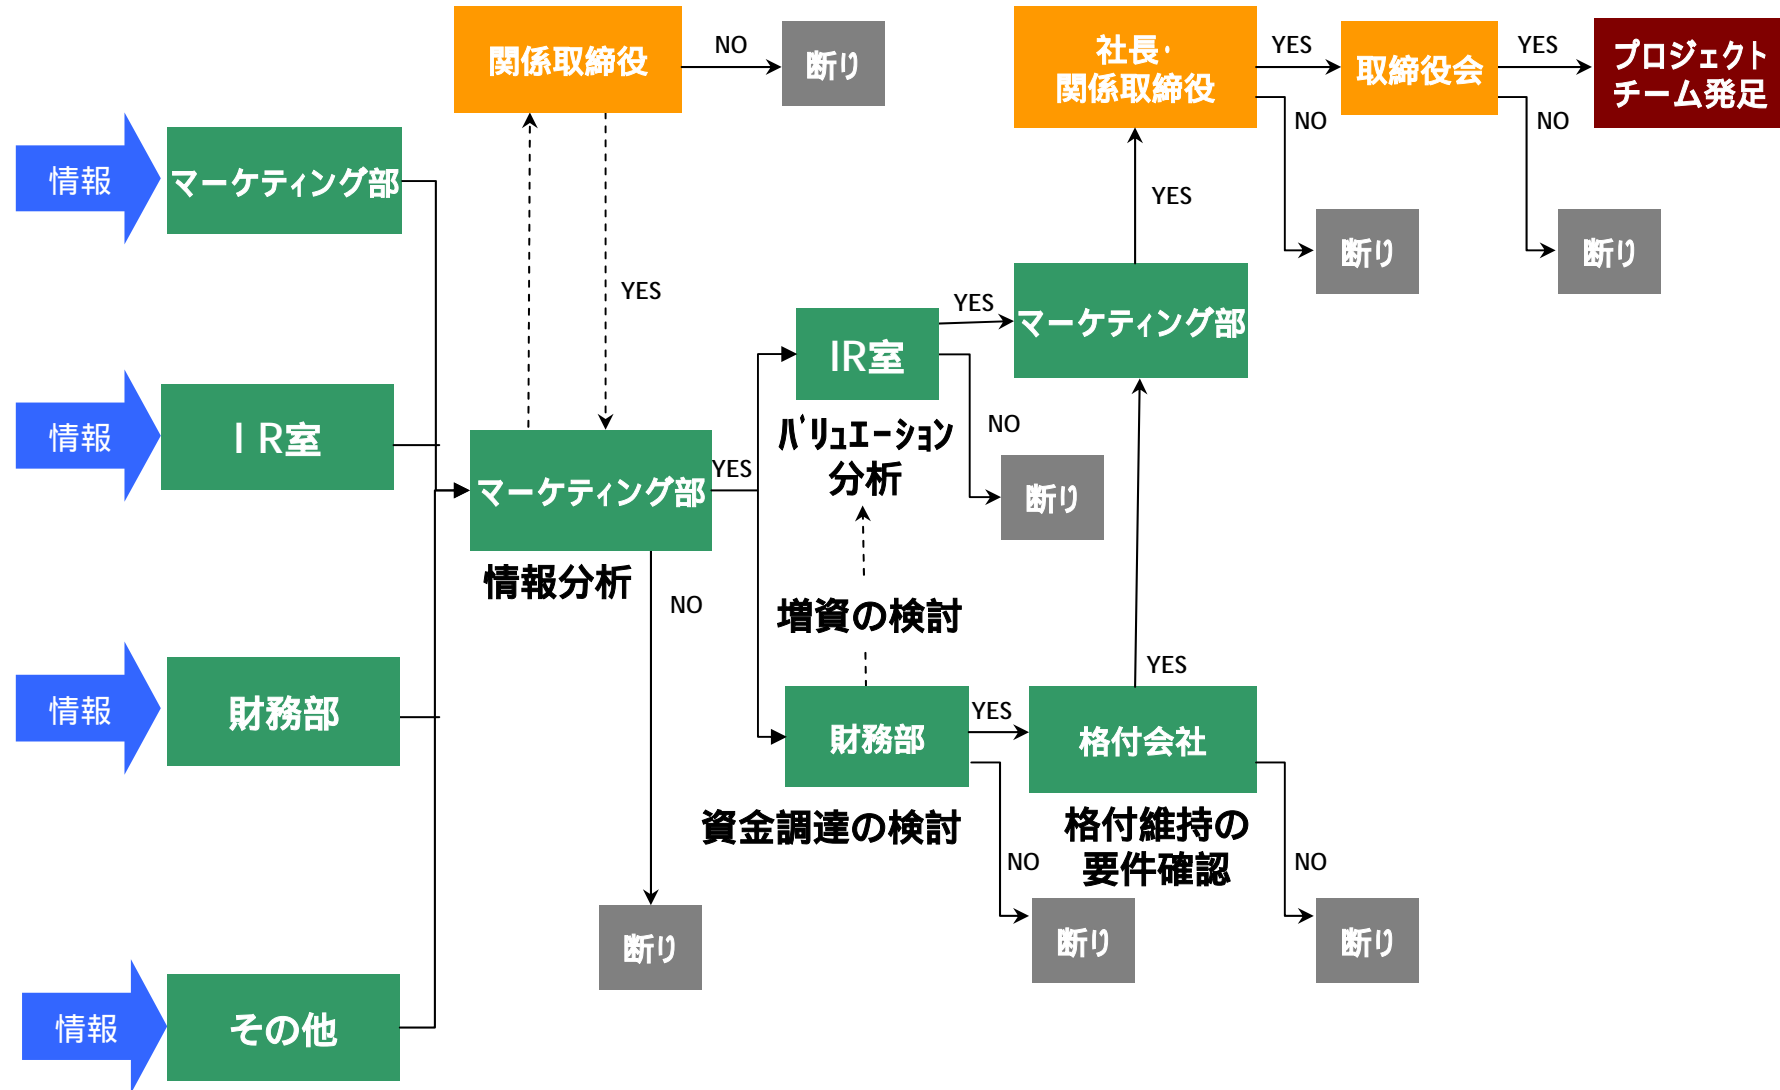 関係取締役
NO
断り
社長・
関係取締役
YES
取締役会
YES
プロジェクト
チーム発足
NO
NO
情報
マーケティング部
YES
断り
断り
YES
YES
マーケティング部
IR室
情報
ＩR室
NO
バリュエーション
分析
YES
断り
マーケティング部
情報分析
NO
増資の検討
YES
情報
財務部
YES
財務部
格付会社
資金調達の検討
格付維持の
要件確認
NO
NO
断り
断り
断り
情報
その他